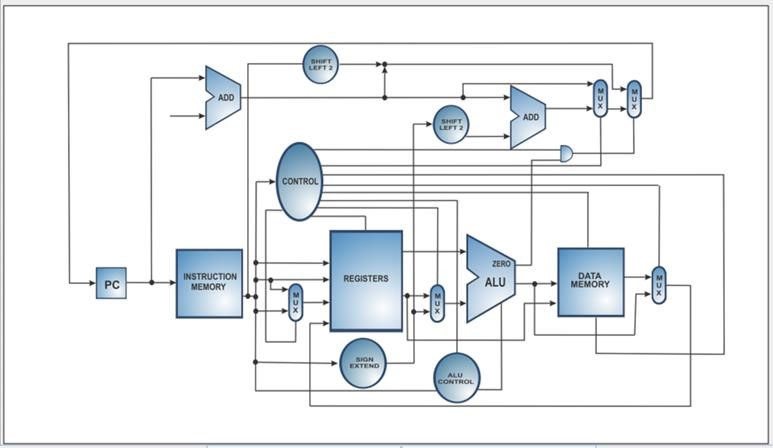 SHIFT
LEFT 2
ADD
M
U
X
M
U
X
ADD
SHIFT
LEFT 2
CONTROL
ZERO
ALU
PC
INSTRUCTION
MEMORY
REGISTERS
DATA
MEMORY
M
U
X
M
U
X
M
U
X
SIGN
EXTEND
ALU
CONTROL